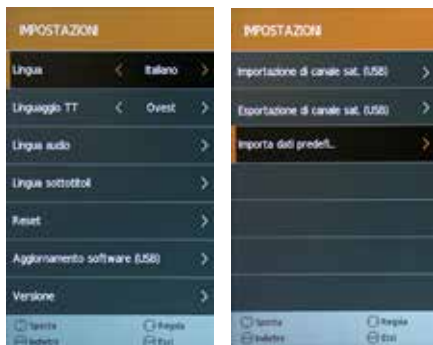 IMPOSTAZIONI
Lingua < Italiano >
Linguaggio TT < Ovest >
Lingua audio >
Lingua sottotitoli >
Reset >
Aggiornamento software (USB) >
Versione >
Sposta Regola
Indietro Esci
IMPOSTAZIONI
Importazione di canale sat. (USB) >
Esportazione di canale sat. (USB) >
Importa dati predefi... >
Sposta Regola
Indietro Esci